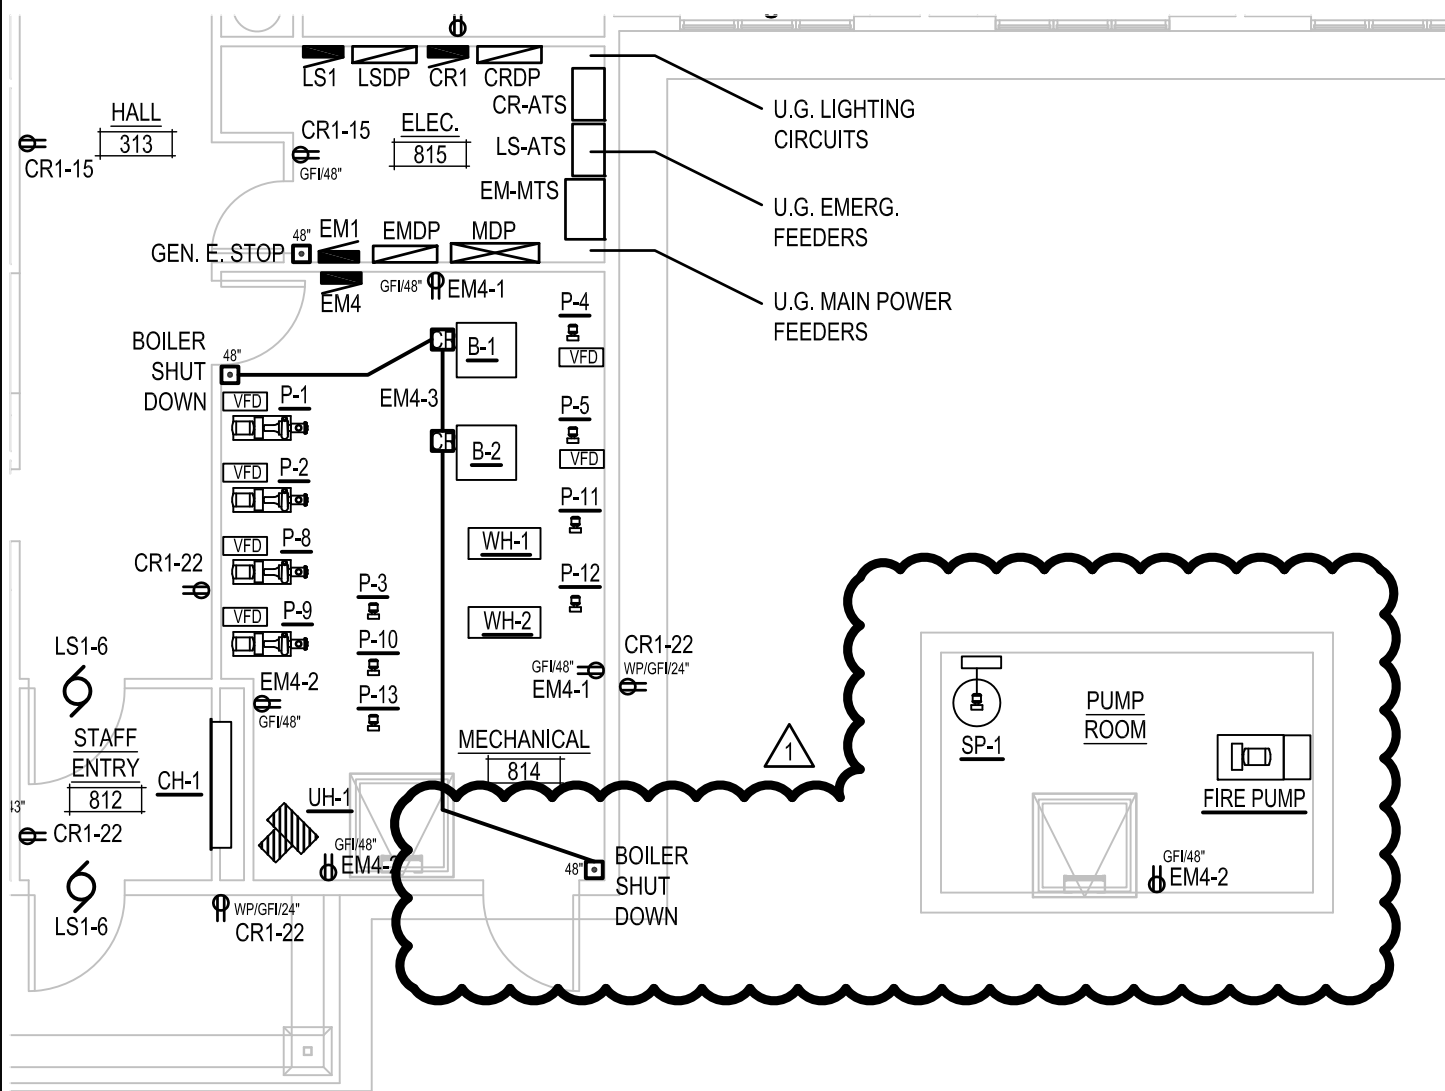 LS1
LSDP
CR1
CRDP
CR-ATS
HALL
313
CR1-15
CR1-15
GFI/48"
ELEC.
815
LS-ATS
EM-MTS
U.G. LIGHTING
CIRCUITS
U.G. EMERG.
FEEDERS
U.G. MAIN POWER
FEEDERS
GEN. E. STOP
48"
EM1
EMDP
MDP
EM4
GFI/48"
EM4-1
P-4
VFD
BOILER
SHUT
DOWN
48"
B-1
EM4-3
VFD
P-1
P-5
VFD
B-2
VFD
P-2
P-11
WH-1
VFD
P-8
CR1-22
P-3
P-12
VFD
P-9
WH-2
P-10
LS1-6
EM4-2
GFI/48"
P-13
GFI/48"
EM4-1
CR1-22
WP/GFI/24"
STAFF
ENTRY
812
CH-1
MECHANICAL
814
1
PUMP
ROOM
SP-1
FIRE PUMP
UH-1
43"
CR1-22
GFI/48"
EM4-2
48"
BOILER
SHUT
DOWN
GFI/48"
EM4-2
LS1-6
WP/GFI/24"
CR1-22